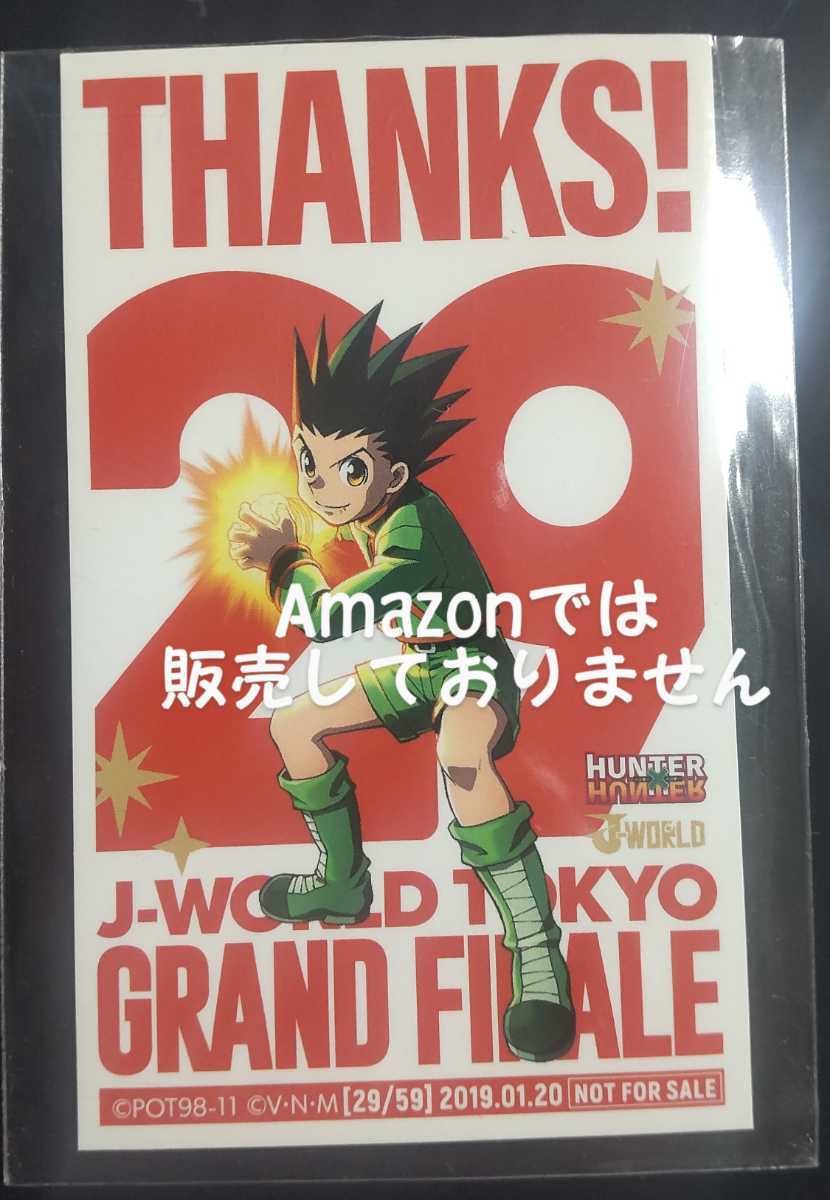 THANKS!
29
Amazonでは
販売しておりません
HUNTER
HUNTER
J-WORLD
J-WORLD TOKYO
GRAND FINALE
©POT98-11 ©V·N·M [29/59] 2019.01.20 NOT FOR SALE